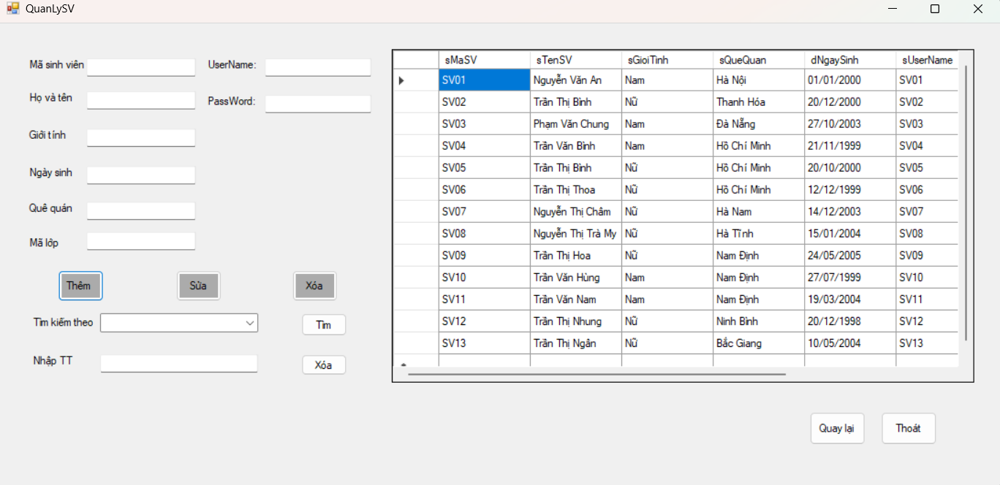 QuanLySV
Mã sinh viên
UserName:
Họ và tên
PassWord:
Giới tính
Ngày sinh
Quê quán
Mã lớp
Thêm Sửa Xóa
Tìm kiếm theo
Tìm
Nhập TT
Xóa
sMaSV sTenSV sGioiTinh sQueQuan dNgaySinh sUserName
SV01 Nguyễn Văn An Nam Hà Nội 01/01/2000 SV01
SV02 Trần Thị Bình Nữ Thanh Hóa 20/12/2000 SV02
SV03 Phạm Văn Chung Nam Đà Nẵng 27/10/2003 SV03
SV04 Trần Văn Bình Nam Hồ Chí Minh 21/11/1999 SV04
SV05 Trần Thị Bình Nữ Hồ Chí Minh 20/10/2000 SV05
SV06 Trần Thị Thoa Nữ Hồ Chí Minh 12/12/1999 SV06
SV07 Nguyễn Thị Châm Nữ Hà Nam 14/12/2003 SV07
SV08 Nguyễn Thị Trà My Nữ Hà Tĩnh 15/01/2004 SV08
SV09 Trần Thị Hoa Nữ Nam Định 24/05/2005 SV09
SV10 Trần Văn Hùng Nam Nam Định 27/07/1999 SV10
SV11 Trần Văn Nam Nam Nam Định 19/03/2004 SV11
SV12 Trần Thị Nhung Nữ Ninh Bình 20/12/1998 SV12
SV13 Trần Thị Ngân Nữ Bắc Giang 10/05/2004 SV13
Quay lại Thoát